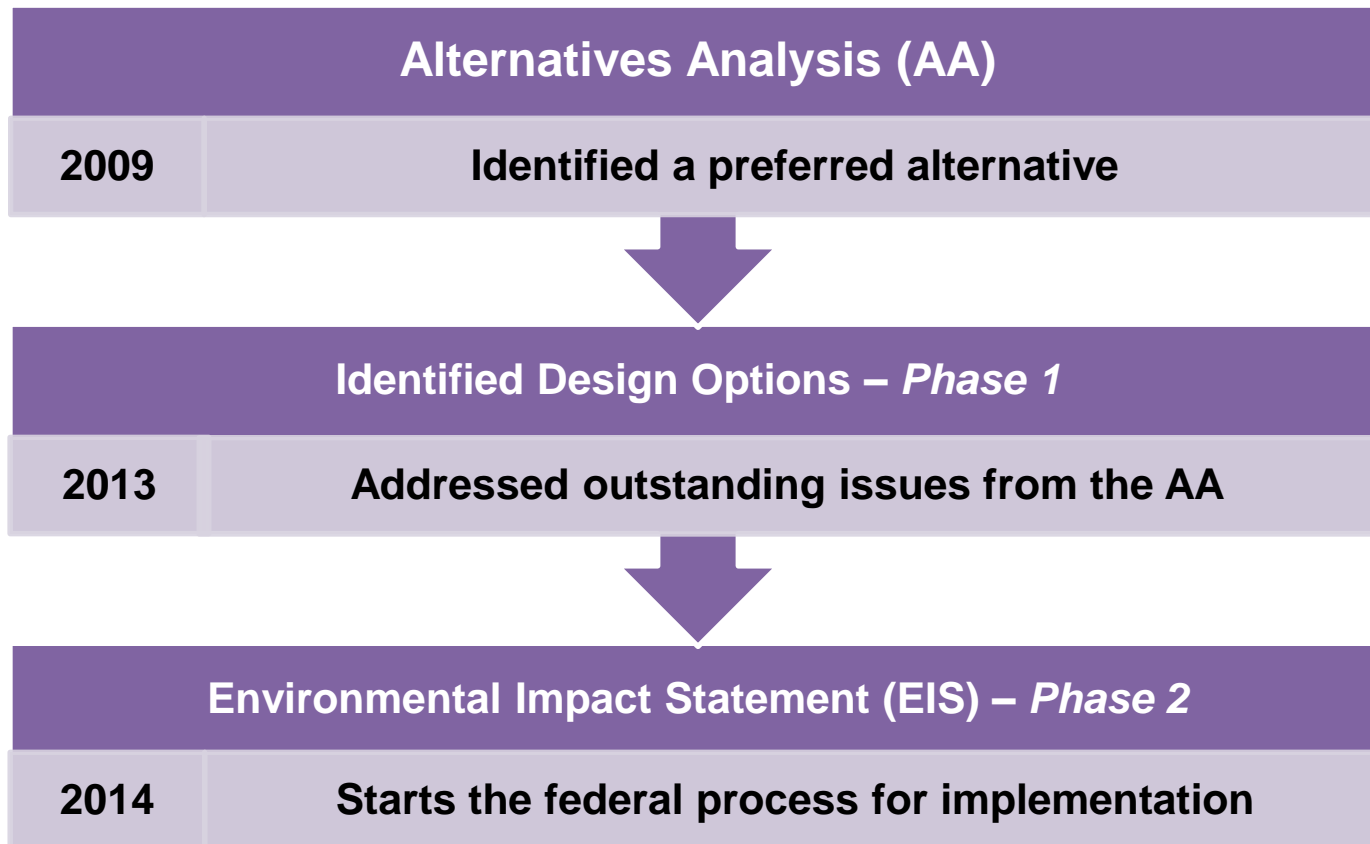 Alternatives Analysis (AA)
2009 Identified a preferred alternative
Identified Design Options – Phase 1
2013 Addressed outstanding issues from the AA
Environmental Impact Statement (EIS) – Phase 2
2014 Starts the federal process for implementation